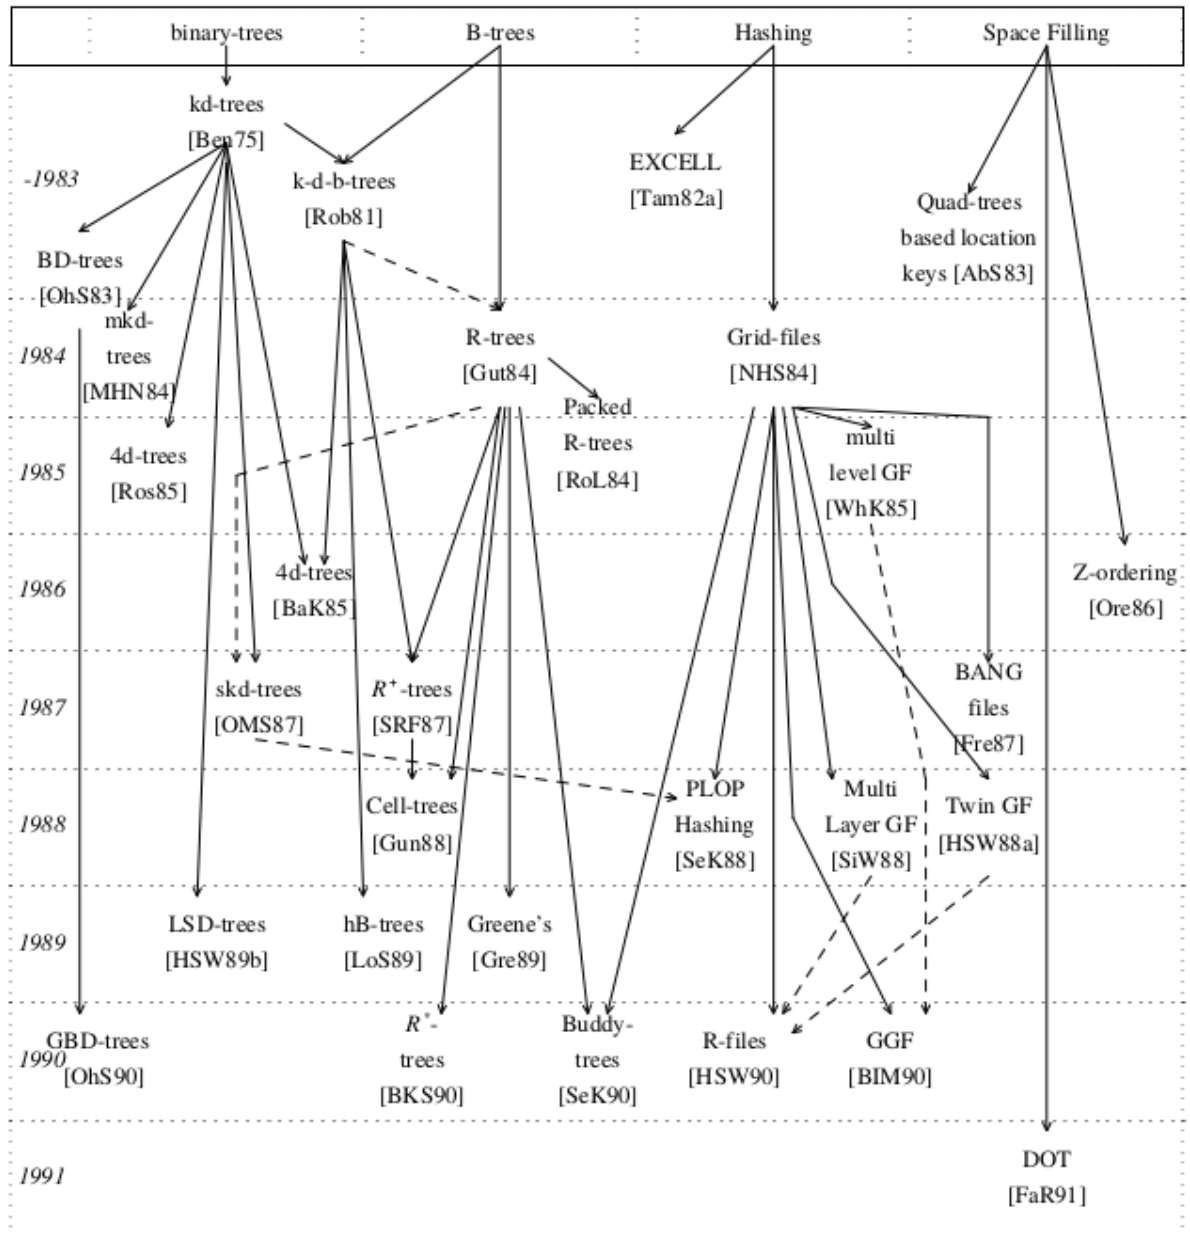 binary-trees
B-trees
Hashing
Space Filling
kd-trees
[Ben75]
-1983
k-d-b-trees
[Rob81]
EXCELL
[Tam82a]
Quad-trees
based location
keys [AbS83]
BD-trees
[OhS83]
1984
mkd-
trees
[MHN84]
R-trees
[Gut84]
Packed
R-trees
[RoL84]
Grid-files
[NHS84]
1985
4d-trees
[Ros85]
multi
level GF
[WhK85]
1986
4d-trees
[BaK85]
Z-ordering
[Ore86]
1987
skd-trees
[OMS87]
R+-trees
[SRF87]
BANG
files
[Fre87]
1988
Cell-trees
[Gun88]
PLOP
Hashing
[SeK88]
Multi
Layer GF
[SiW88]
Twin GF
[HSW88a]
1989
LSD-trees
[HSW89b]
hB-trees
[LoS89]
Greene's
[Gre89]
1990
GBD-trees
[OhS90]
R*-
trees
[BKS90]
Buddy-
trees
[SeK90]
R-files
[HSW90]
GGF
[BIM90]
1991
DOT
[FaR91]